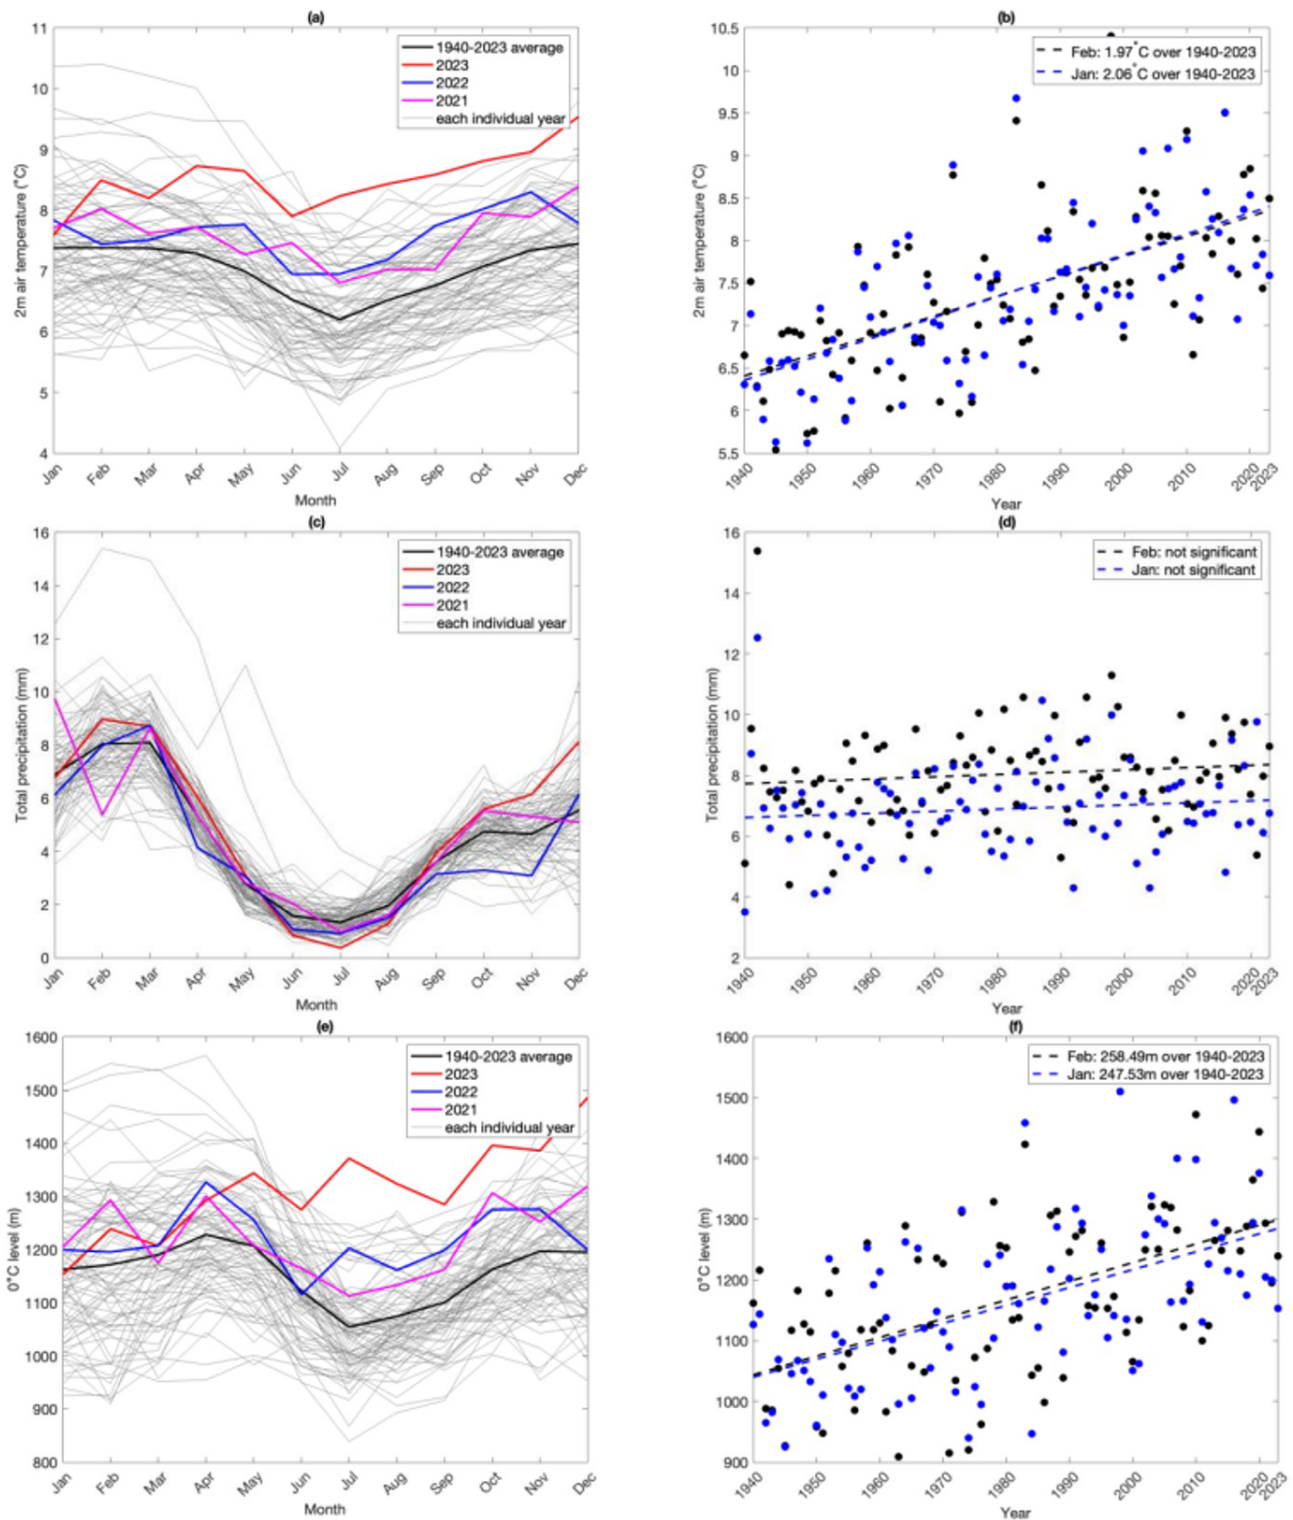 (a)
11
10
9
8
7
6
5
4
2m air temperature (°C)
1940-2023 average
2023
2022
2021
each individual year
Jan Feb Mar Apr May Jun Jul Aug Sep Oct Nov Dec
Month
(b)
10.5
10
9.5
9
8.5
8
7.5
7
6.5
6
5.5
2m air temperature (°C)
Feb: 1.97°C over 1940-2023
Jan: 2.06°C over 1940-2023
1940 1950 1960 1970 1980 1990 2000 2010 2020 2023
Year
(c)
16
14
12
10
8
6
4
2
0
Total precipitation (mm)
1940-2023 average
2023
2022
2021
each individual year
Jan Feb Mar Apr May Jun Jul Aug Sep Oct Nov Dec
Month
(d)
16
14
12
10
8
6
4
2
Total precipitation (mm)
Feb: not significant
Jan: not significant
1940 1950 1960 1970 1980 1990 2000 2010 2020 2023
Year
(e)
1600
1500
1400
1300
1200
1100
1000
900
800
0°C level (m)
1940-2023 average
2023
2022
2021
each individual year
Jan Feb Mar Apr May Jun Jul Aug Sep Oct Nov Dec
Month
(f)
1600
1500
1400
1300
1200
1100
1000
900
0°C level (m)
Feb: 258.49m over 1940-2023
Jan: 247.53m over 1940-2023
1940 1950 1960 1970 1980 1990 2000 2010 2020 2023
Year